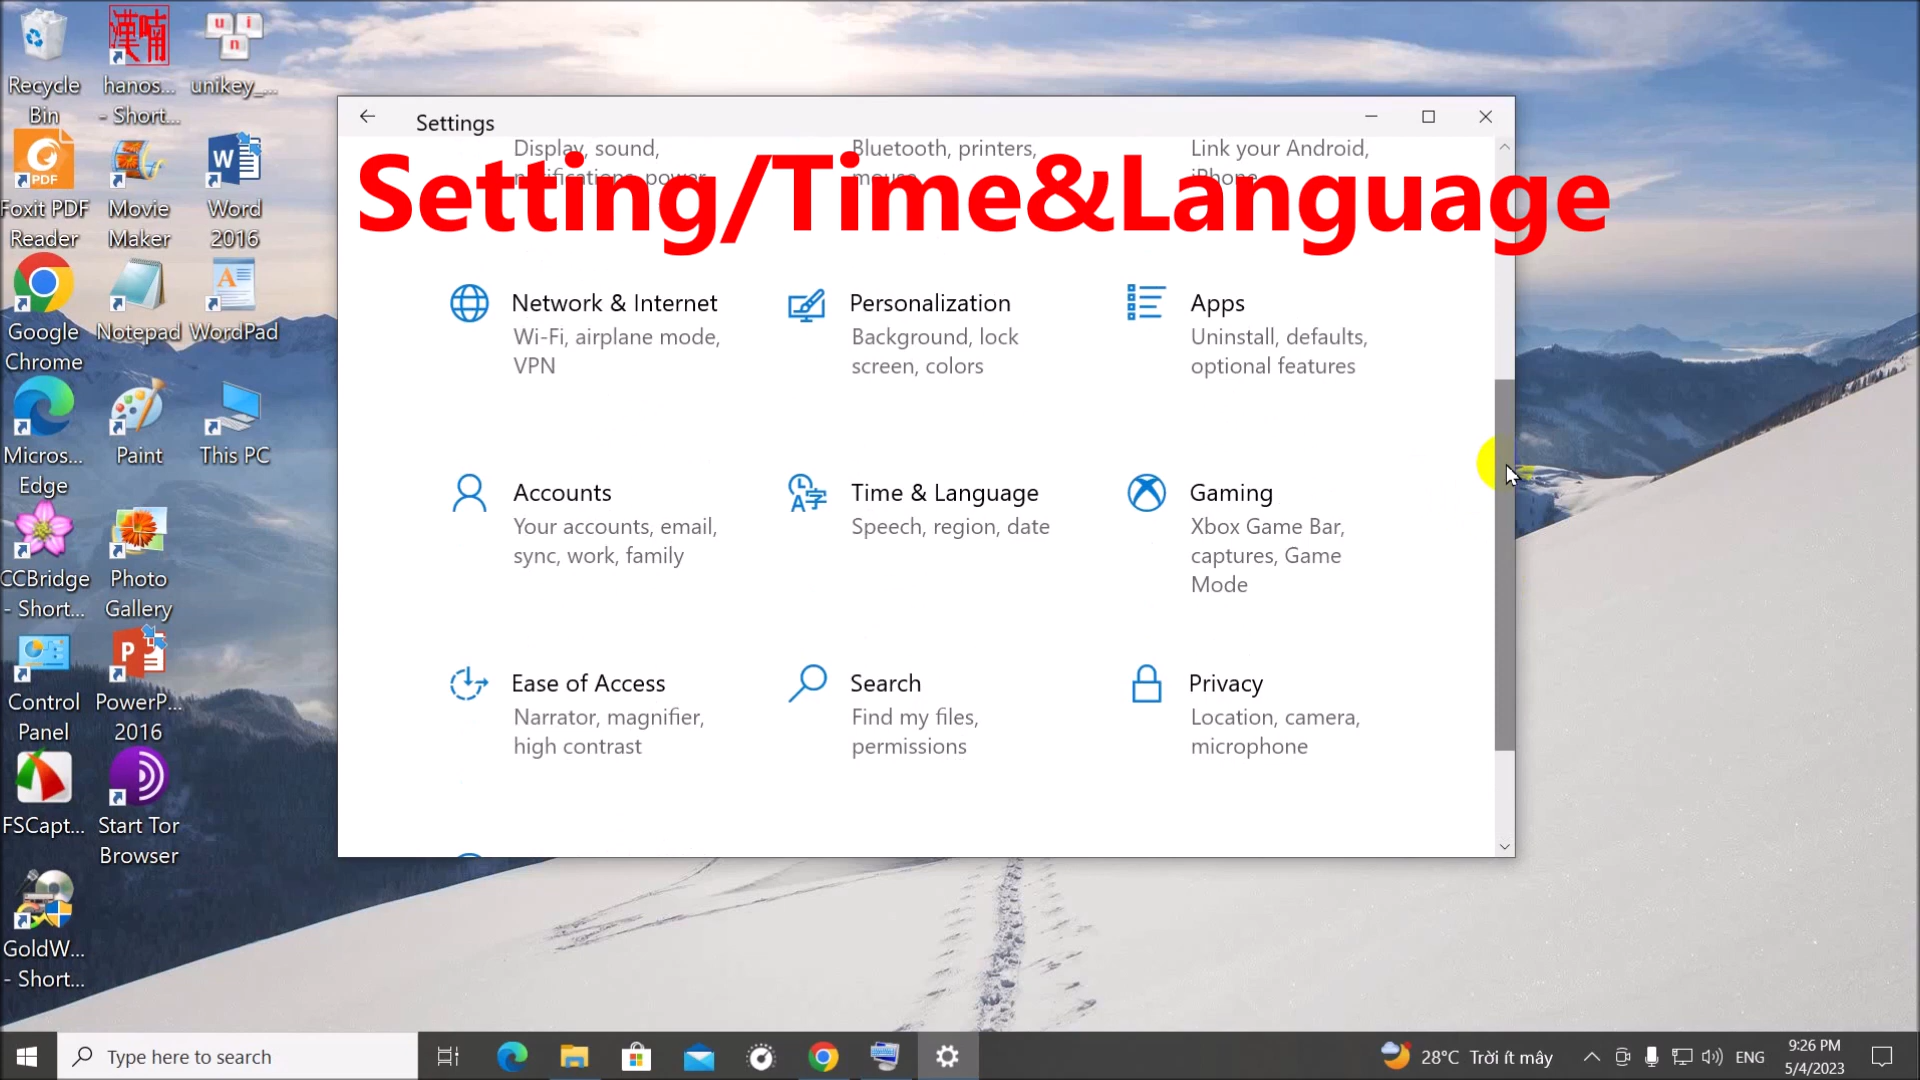 Recycle
Bin
hanos...
- Short...
unikey_...
Foxit PDF
Reader
Movie
Maker
Word
2016
Google
Chrome
Notepad
WordPad
Micros...
Edge
Paint
This PC
CCBridge
- Short...
Photo
Gallery
Control
Panel
PowerP...
2016
FSCapt...
Start Tor
Browser
GoldW...
- Short...
Settings
Display, sound,
notifications, power
Bluetooth, printers,
mouse
Link your Android,
iPhone
Setting/Time&Language
Network & Internet
Wi-Fi, airplane mode,
VPN
Personalization
Background, lock
screen, colors
Apps
Uninstall, defaults,
optional features
Accounts
Your accounts, email,
sync, work, family
Time & Language
Speech, region, date
Gaming
Xbox Game Bar,
captures, Game
Mode
Ease of Access
Narrator, magnifier,
high contrast
Search
Find my files,
permissions
Privacy
Location, camera,
microphone
Type here to search
28°C Trời ít mây
ENG
9:26 PM
5/4/2023